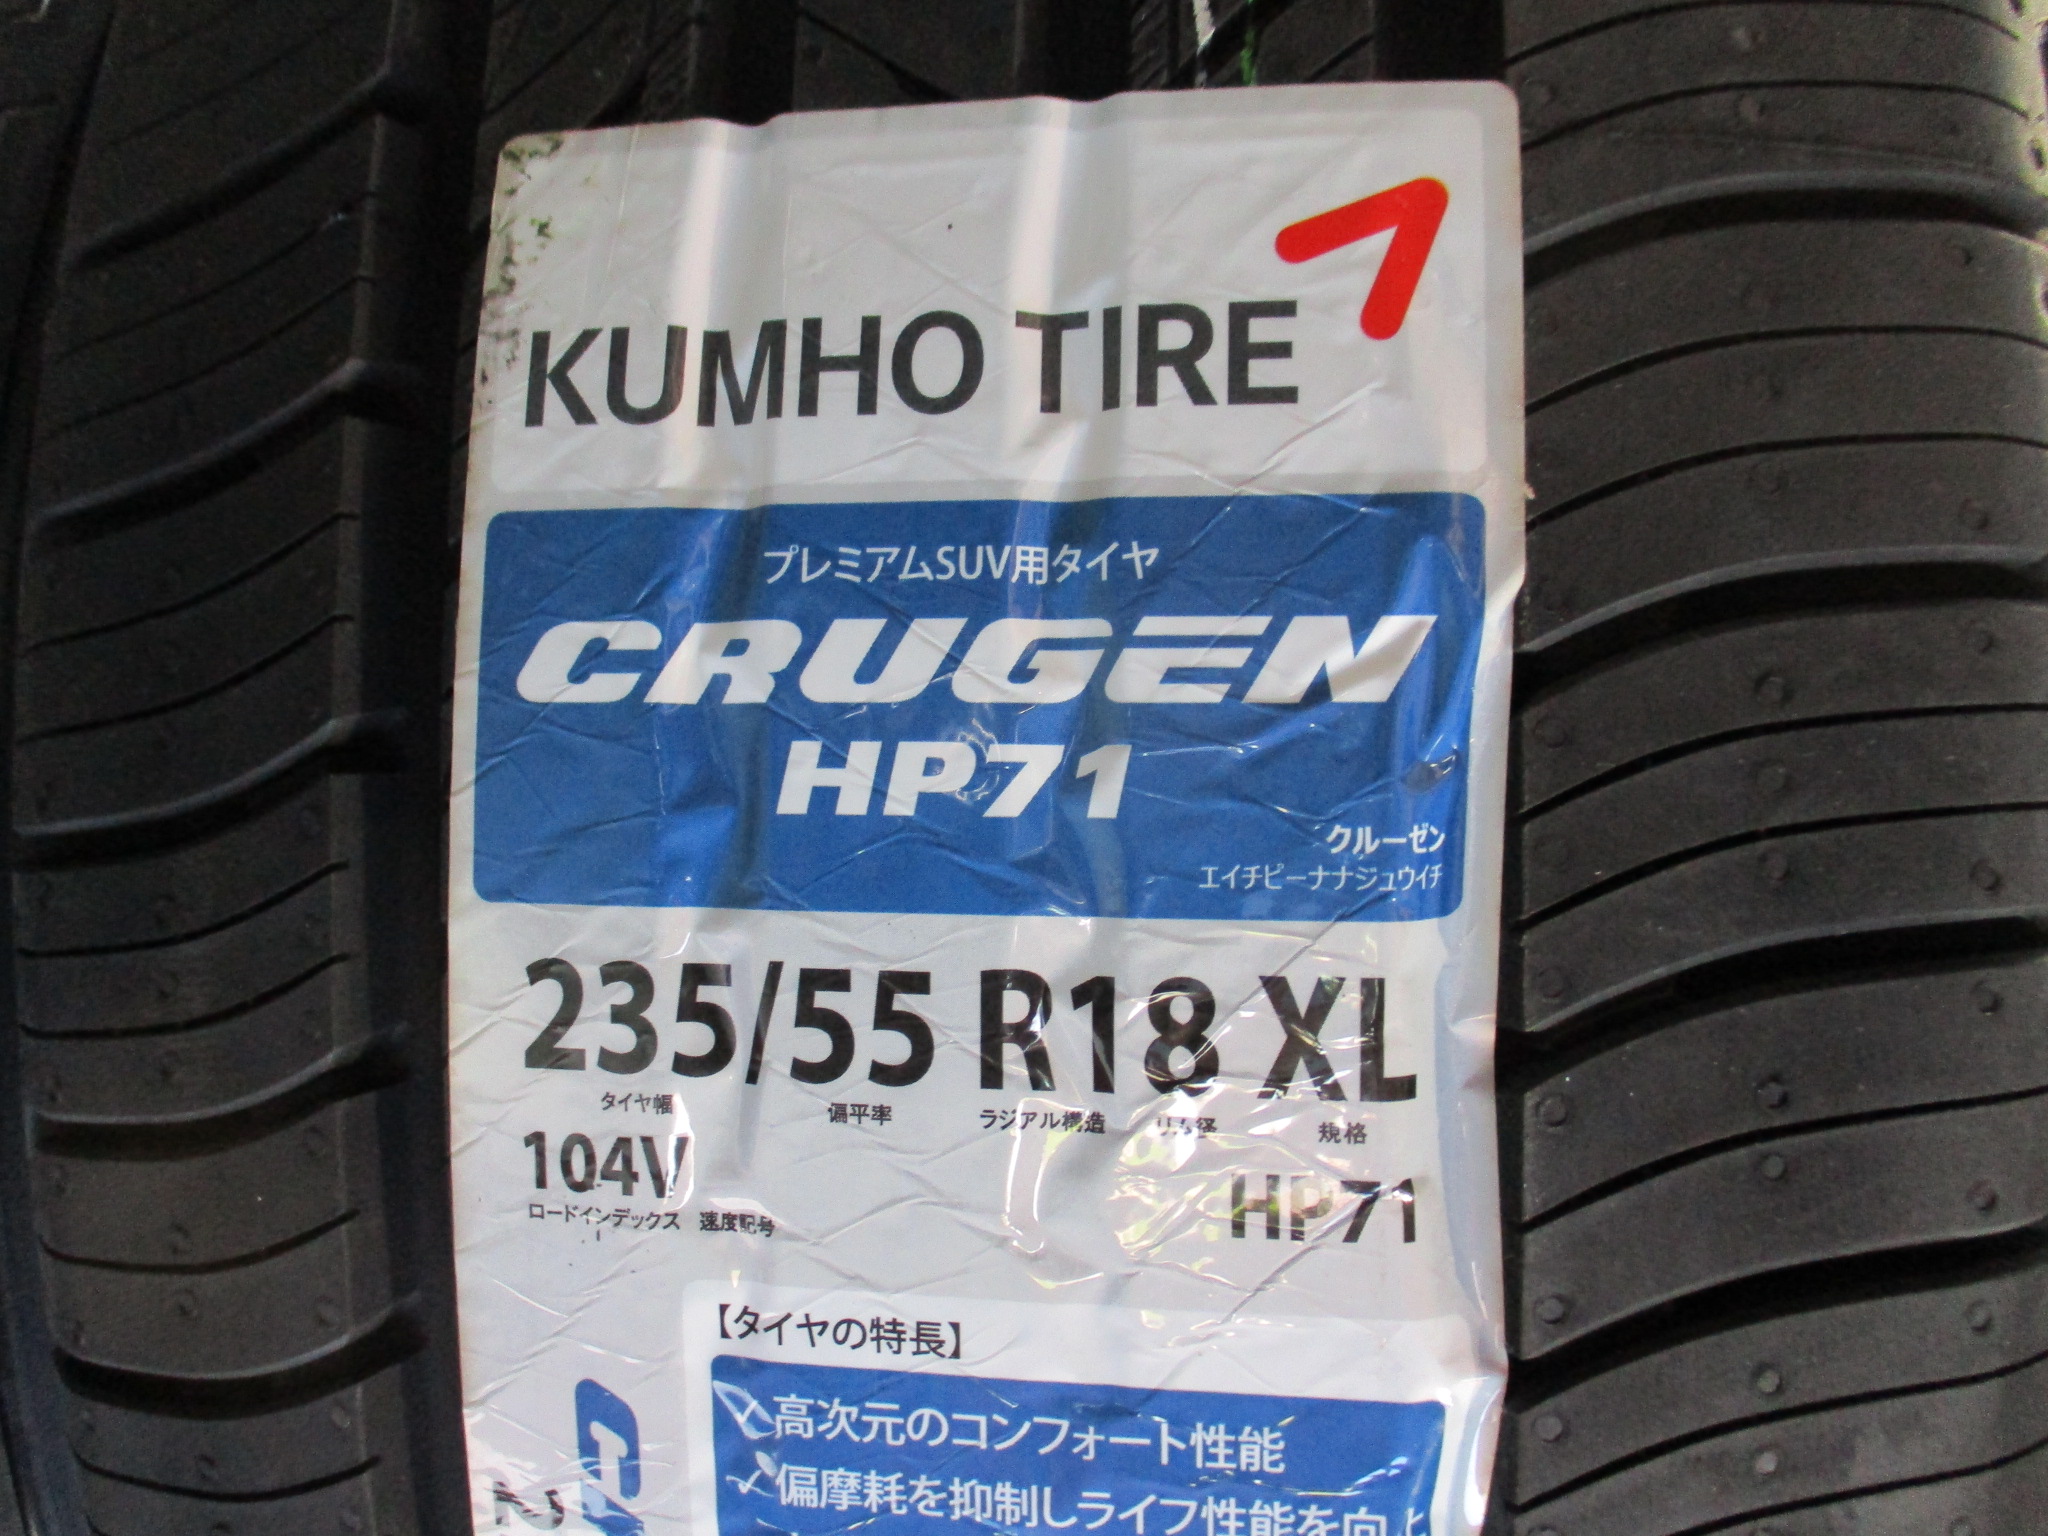 KUMHO TIRE
プレミアムSUV用タイヤ
CRUGEN
HP71
クルーゼン
エイチピーナナジュウイチ
235/55 R18 XL
タイヤ幅 偏平率 ラジアル構造 リム径 規格
104V
ロードインデックス 速度記号
HP71
【タイヤの特長】
✓高次元のコンフォート性能
✓偏摩耗を抑制しライフ性能を向上